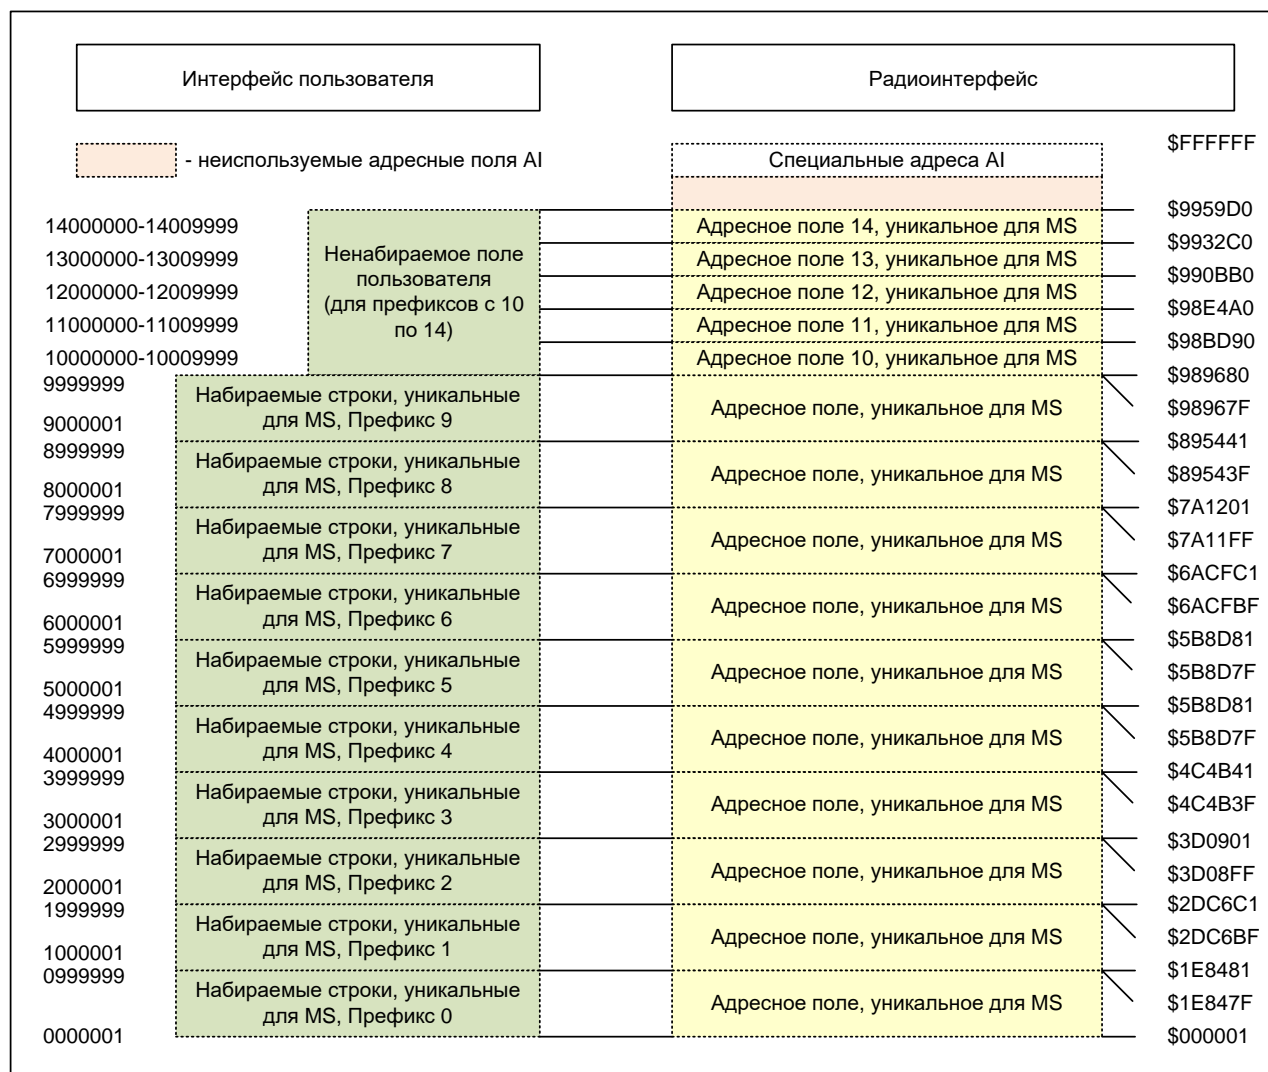 Интерфейс пользователя
Радиоинтерфейс
- неиспользуемые адресные поля AI
Специальные адреса AI
$FFFFFF
14000000-14009999
13000000-13009999
12000000-12009999
11000000-11009999
10000000-10009999
Ненабираемое поле
пользователя
(для префиксов с 10
по 14)
Адресное поле 14, уникальное для MS
Адресное поле 13, уникальное для MS
Адресное поле 12, уникальное для MS
Адресное поле 11, уникальное для MS
Адресное поле 10, уникальное для MS
$9959D0
$9932C0
$990BB0
$98E4A0
$98BD90
$989680
9999999
9000001
Набираемые строки, уникальные
для MS, Префикс 9
Адресное поле, уникальное для MS
$98967F
$895441
8999999
8000001
Набираемые строки, уникальные
для MS, Префикс 8
Адресное поле, уникальное для MS
$89543F
$7A1201
7999999
7000001
Набираемые строки, уникальные
для MS, Префикс 7
Адресное поле, уникальное для MS
$7A11FF
$6ACFC1
6999999
6000001
Набираемые строки, уникальные
для MS, Префикс 6
Адресное поле, уникальное для MS
$6ACFBF
$5B8D81
5999999
5000001
Набираемые строки, уникальные
для MS, Префикс 5
Адресное поле, уникальное для MS
$5B8D7F
$5B8D81
4999999
4000001
Набираемые строки, уникальные
для MS, Префикс 4
Адресное поле, уникальное для MS
$5B8D7F
$4C4B41
3999999
3000001
Набираемые строки, уникальные
для MS, Префикс 3
Адресное поле, уникальное для MS
$4C4B3F
$3D0901
2999999
2000001
Набираемые строки, уникальные
для MS, Префикс 2
Адресное поле, уникальное для MS
$3D08FF
$2DC6C1
1999999
1000001
Набираемые строки, уникальные
для MS, Префикс 1
Адресное поле, уникальное для MS
$2DC6BF
$1E8481
0999999
0000001
Набираемые строки, уникальные
для MS, Префикс 0
Адресное поле, уникальное для MS
$1E847F
$000001